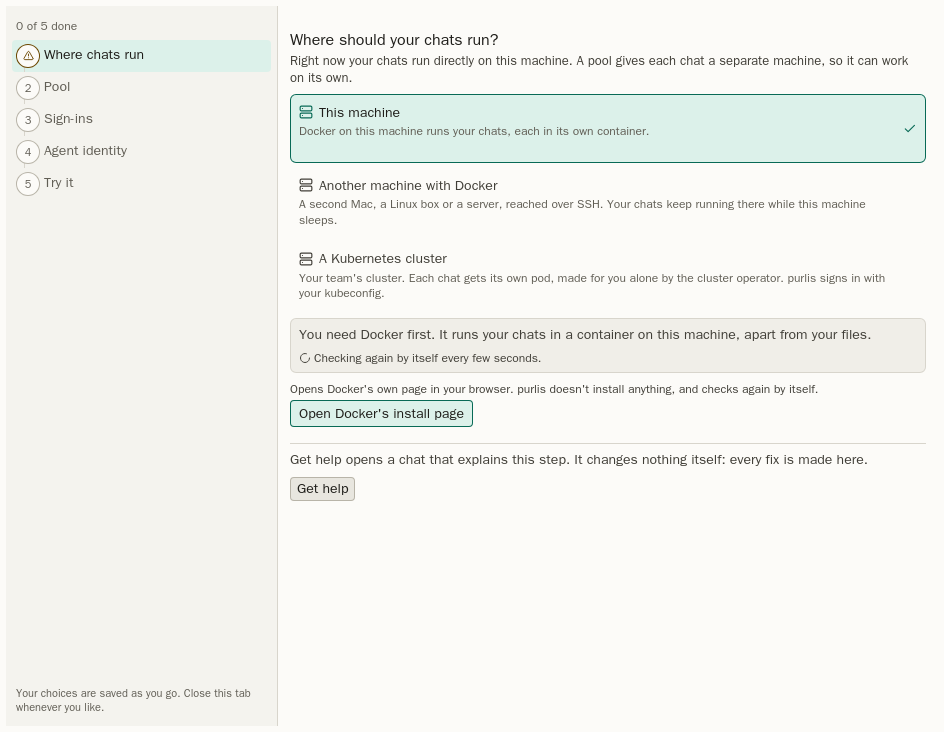 0 of 5 done
Where chats run
2 Pool
3 Sign-ins
4 Agent identity
5 Try it
Your choices are saved as you go. Close this tab
whenever you like.
Where should your chats run?
Right now your chats run directly on this machine. A pool gives each chat a separate machine, so it can work
on its own.
This machine
Docker on this machine runs your chats, each in its own container.
Another machine with Docker
A second Mac, a Linux box or a server, reached over SSH. Your chats keep running there while this machine
sleeps.
A Kubernetes cluster
Your team's cluster. Each chat gets its own pod, made for you alone by the cluster operator. purlis signs in with
your kubeconfig.
You need Docker first. It runs your chats in a container on this machine, apart from your files.
Checking again by itself every few seconds.
Opens Docker's own page in your browser. purlis doesn't install anything, and checks again by itself.
Open Docker's install page
Get help opens a chat that explains this step. It changes nothing itself: every fix is made here.
Get help